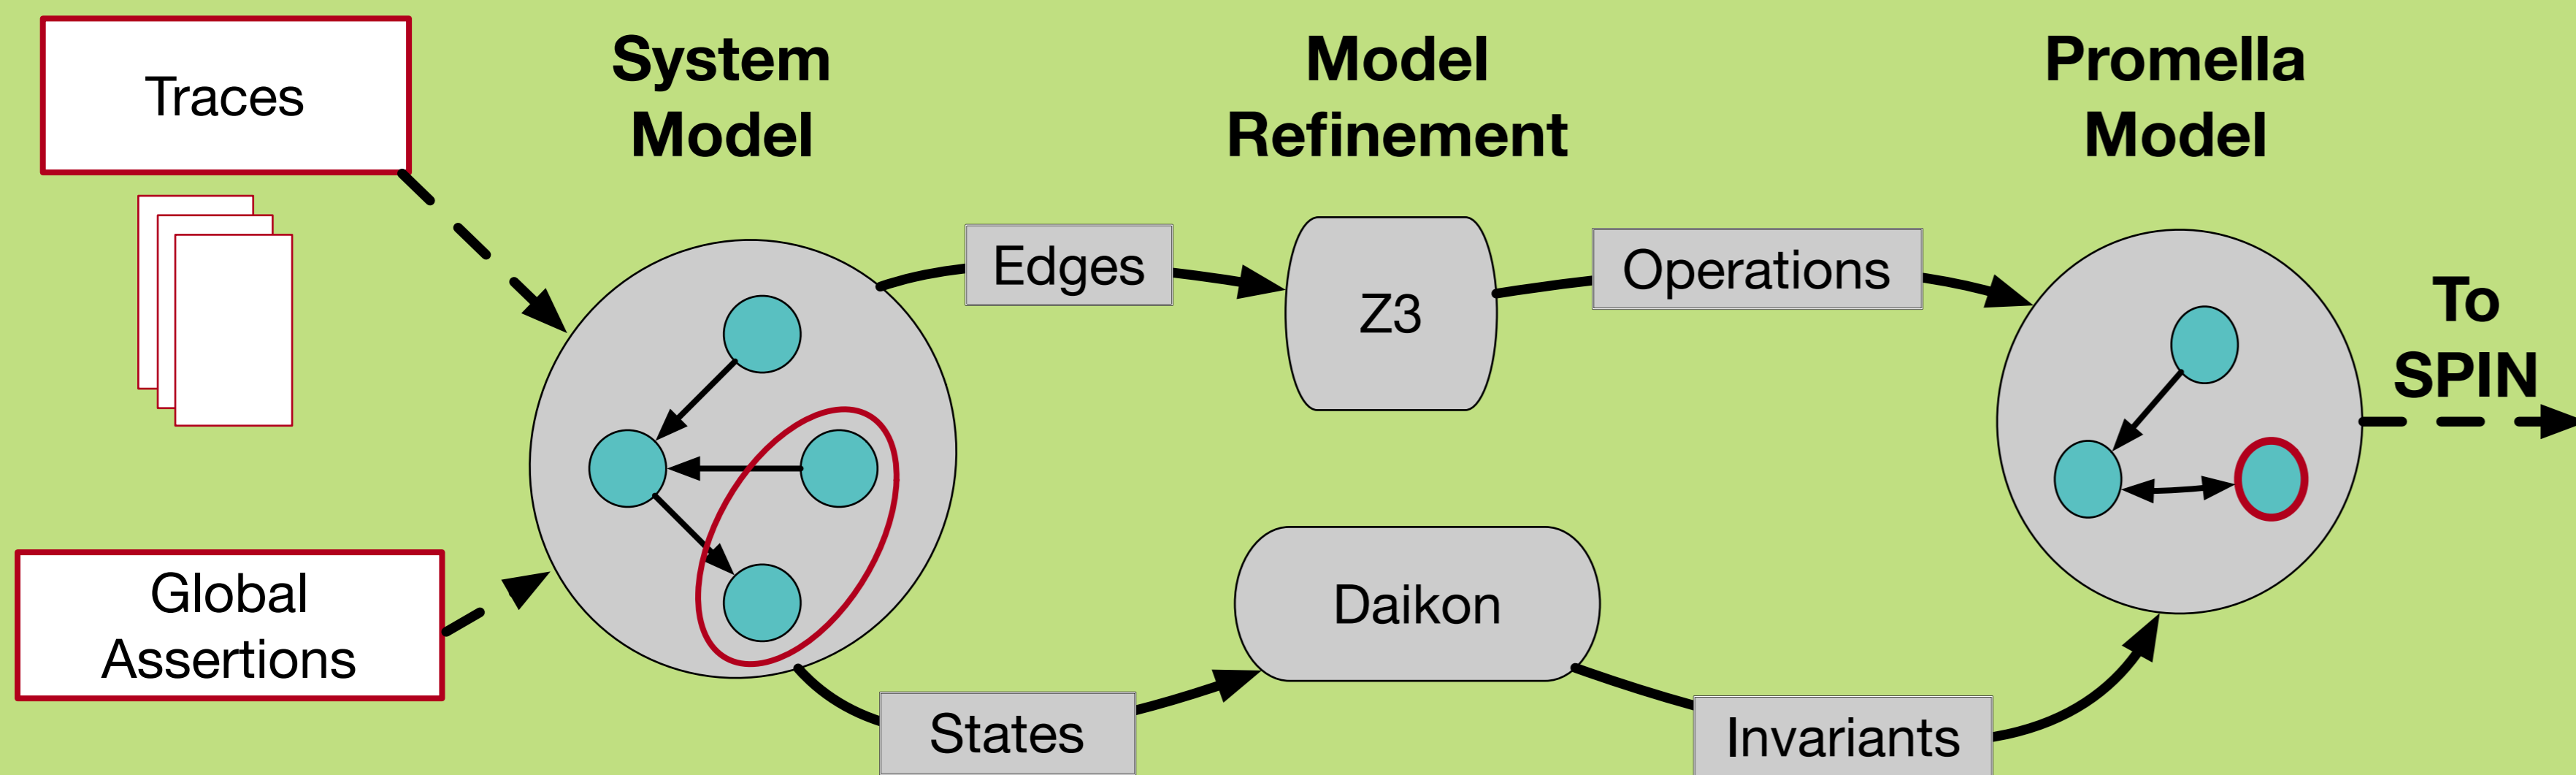 Traces
System
Model
Model
Refinement
Promella
Model
Edges
Z3
Operations
To
SPIN
Global
Assertions
Daikon
States
Invariants